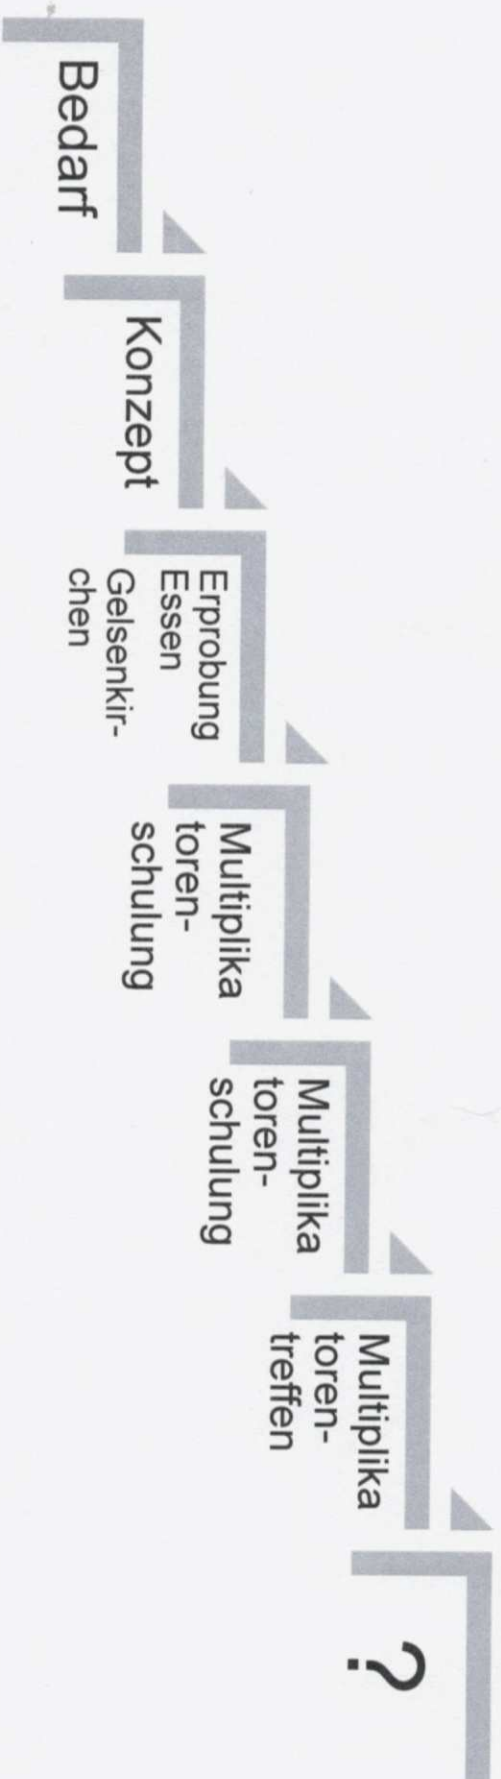 Bedarf
Konzept
Erprobung
Essen
Gelsenkir-
chen
Multiplika
toren-
schulung
Multiplika
toren-
schulung
Multiplika
toren-
treffen
?